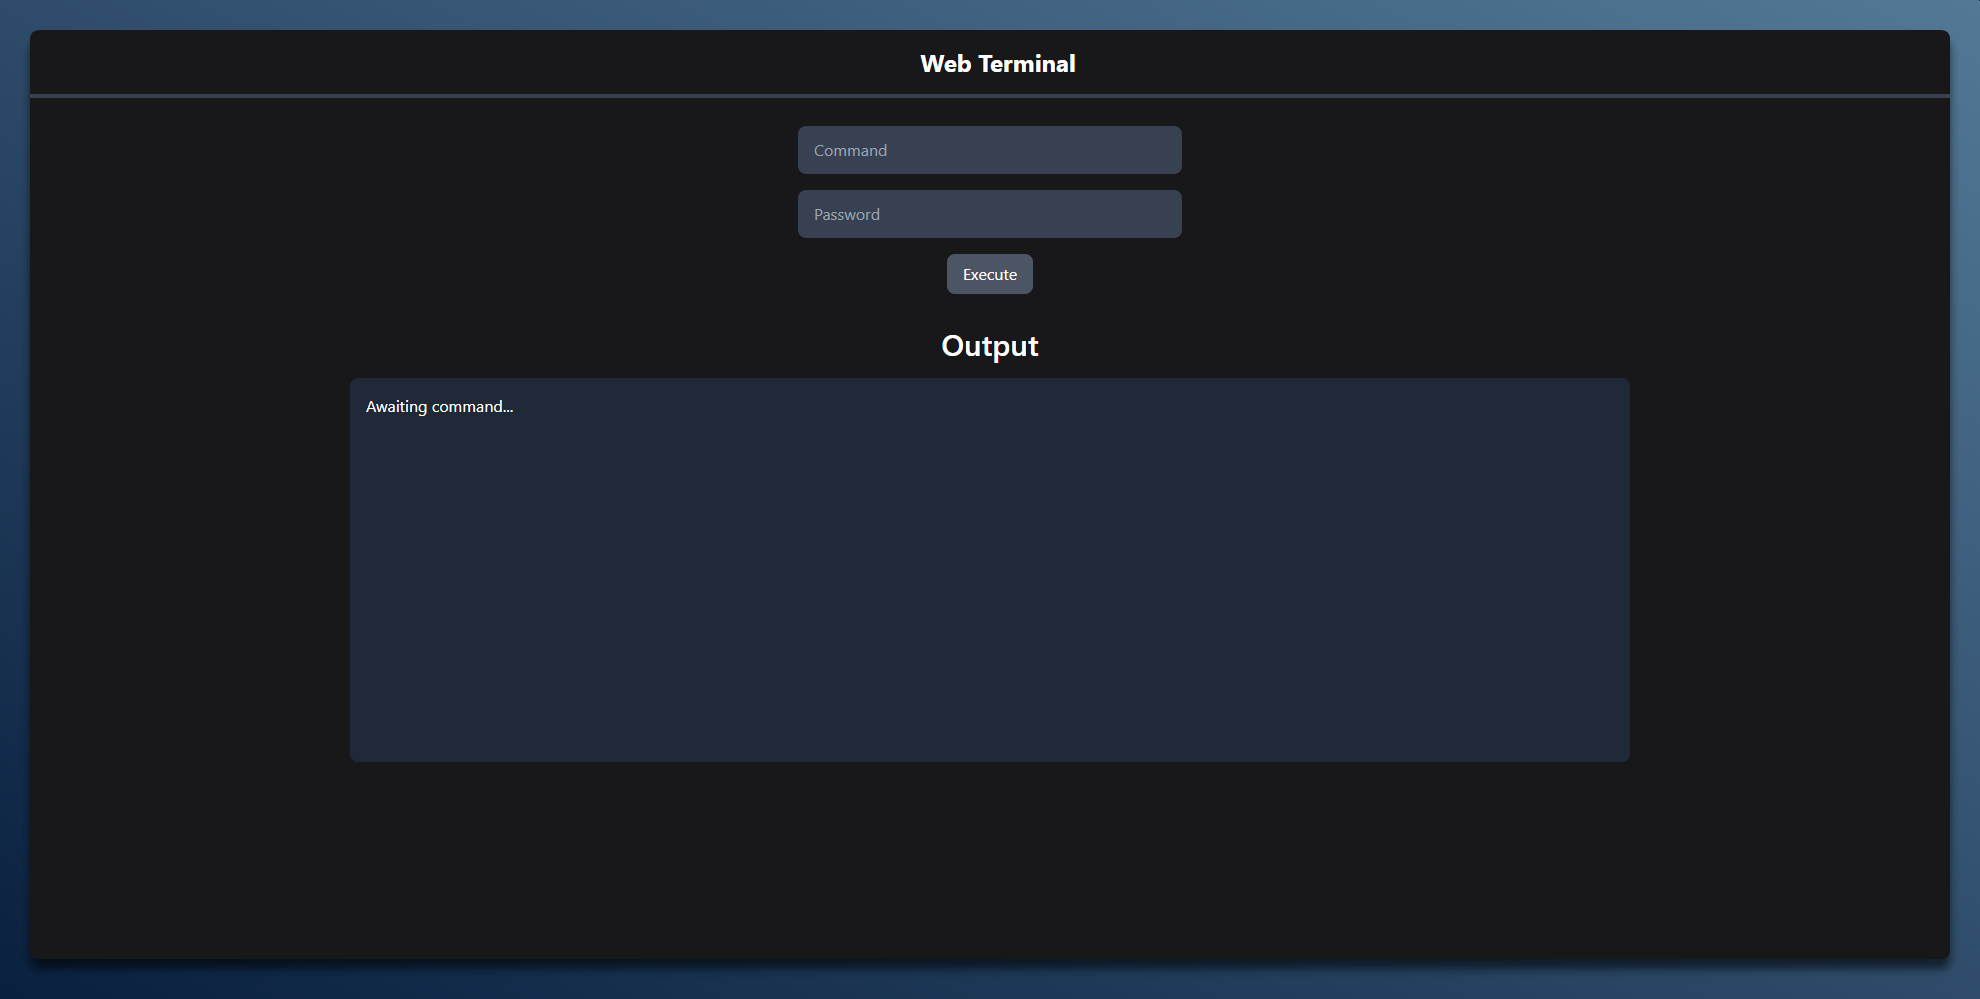 Web Terminal
Command
Password
Execute
Output
Awaiting command...